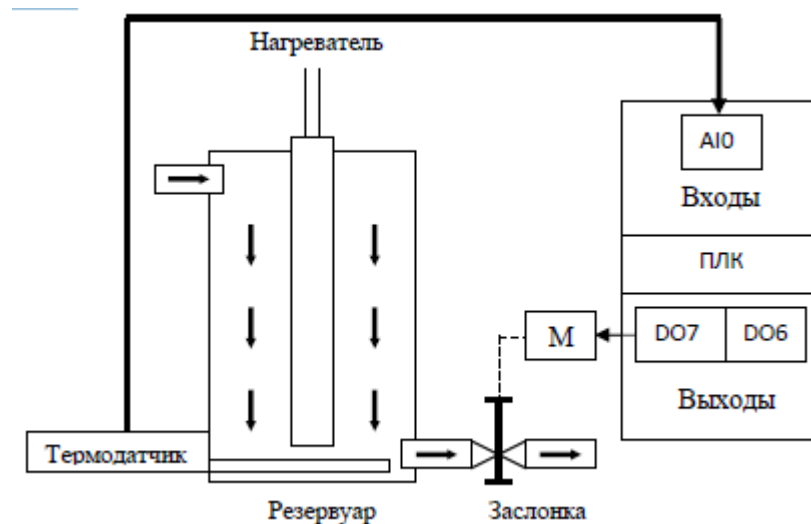 Нагреватель
AI0
Входы
ПЛК
М
DO7
DO6
Выходы
Термодатчик
Резервуар
Заслонка